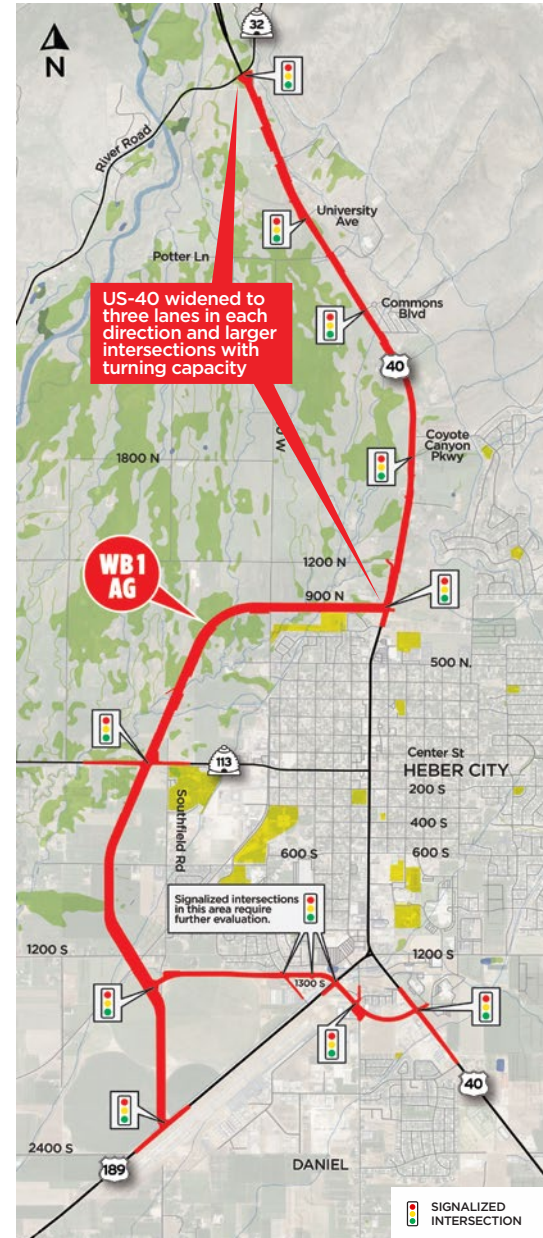 32
N
River Road
University
Ave
Potter Ln
US-40 widened to
three lanes in each
direction and larger
intersections with
turning capacity
Commons
Blvd
40
W
Coyote
Canyon
Pkwy
1800 N
1200 N
WB1
AG
900 N
500 N.
Center St
HEBER CITY
113
200 S
Southfield Rd
400 S
600 S
600 S
Signalized intersections
in this area require
further evaluation.
1200 S
1200 S
1300 S
40
2400 S
189
DANIEL
SIGNALIZED
INTERSECTION